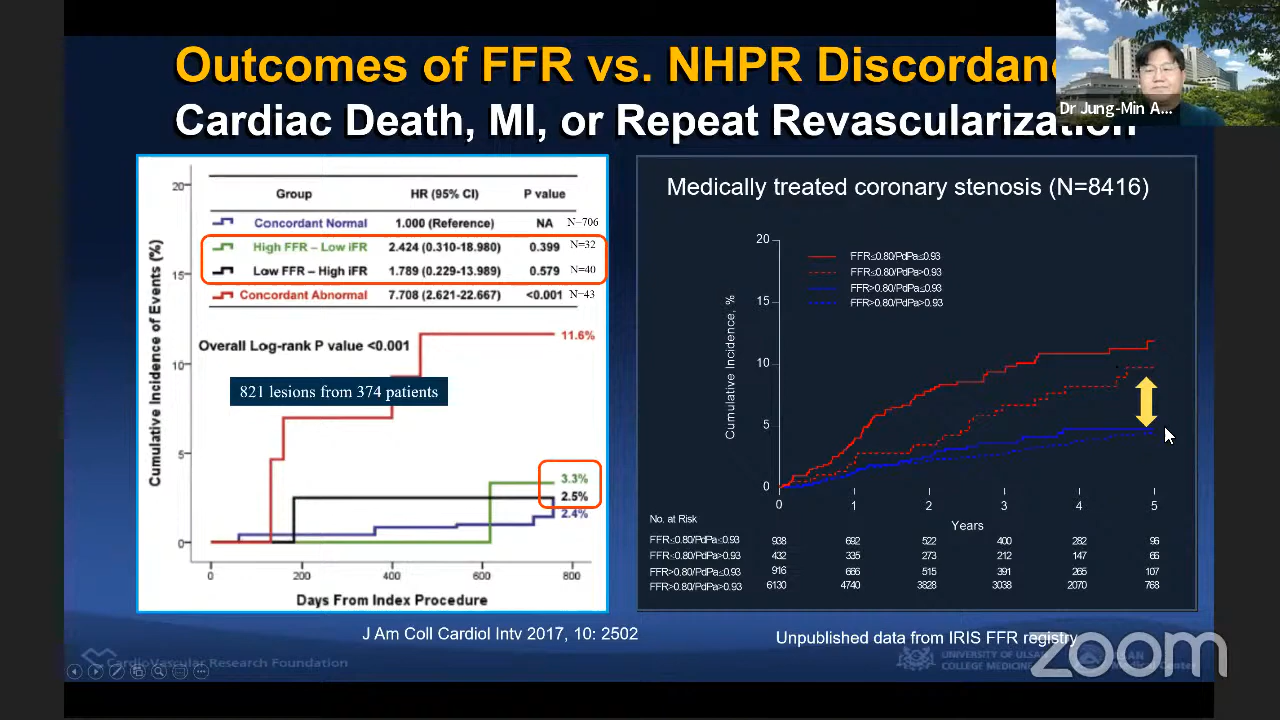 Outcomes of FFR vs. NHPR Discordan
Cardiac Death, MI, or Repeat Revascularization
Dr Jung-Min A...
Cumulative Incidence of Events (%)
20
15
10
5
0
Group HR (95% CI) P value
Concordant Normal 1.000 (Reference) NA N=706
High FFR – Low iFR 2.424 (0.310-18.980) 0.399 N=32
Low FFR – High iFR 1.789 (0.229-13.989) 0.579 N=40
Concordant Abnormal 7.708 (2.621-22.667) <0.001 N=43
11.6%
Overall Log-rank P value <0.001
821 lesions from 374 patients
3.3%
2.5%
2.4%
0 200 400 600 800
Days From Index Procedure
J Am Coll Cardiol Intv 2017, 10: 2502
Medically treated coronary stenosis (N=8416)
Cumulative Incidence, %
20
15
10
5
0
FFR≤0.80/PdPa≤0.93
FFR≤0.80/PdPa>0.93
FFR>0.80/PdPa≤0.93
FFR>0.80/PdPa>0.93
0 1 2 3 4 5
Years
No. at Risk
FFR≤0.80/PdPa≤0.93 938 692 522 400 282 96
FFR≤0.80/PdPa>0.93 432 335 273 212 147 66
FFR>0.80/PdPa≤0.93 916 666 515 391 265 107
FFR>0.80/PdPa>0.93 6130 4740 3828 3038 2070 768
Unpublished data from IRIS FFR registry
CardioVascular Research Foundation
UNIVERSITY OF ULSAN
COLLEGE MEDICINE
Medical Center
zoom